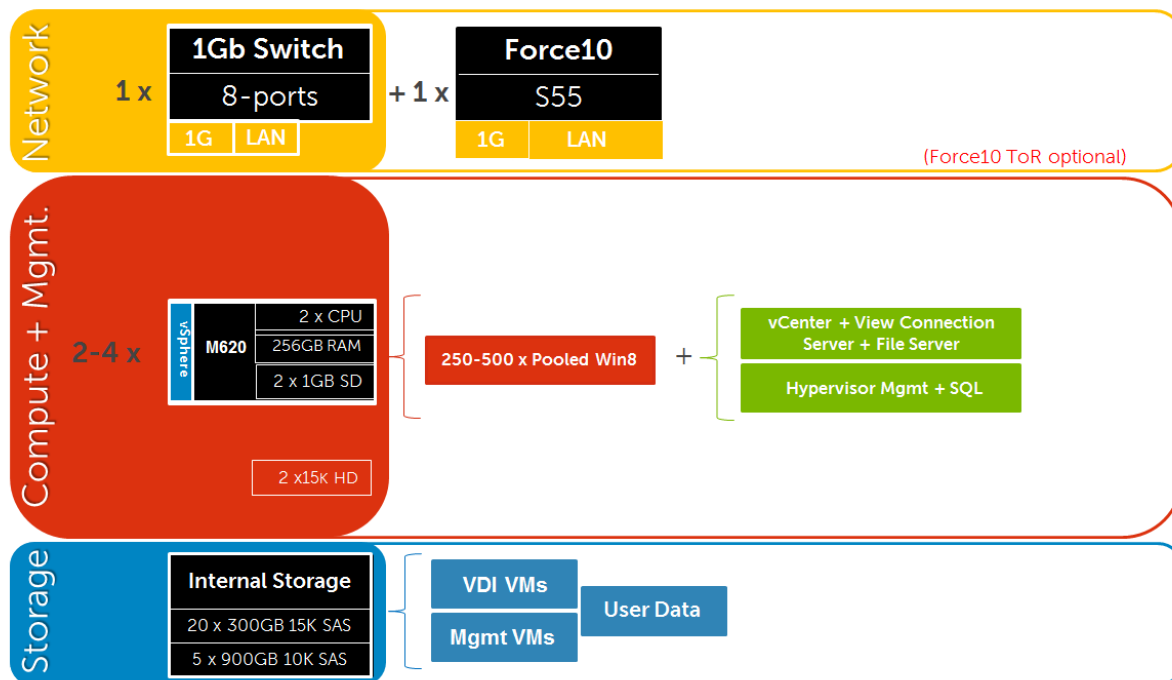 Network
1 x
1Gb Switch
8-ports
1G
LAN
+ 1 x
Force10
S55
1G
LAN
(Force10 ToR optional)
Compute + Mgmt.
2-4 x
vSphere
M620
2 x CPU
256GB RAM
2 x 1GB SD
2 x15K HD
250-500 x Pooled Win8
+
vCenter + View Connection
Server + File Server
Hypervisor Mgmt + SQL
Storage
Internal Storage
20 x 300GB 15K SAS
5 x 900GB 10K SAS
VDI VMs
Mgmt VMs
User Data